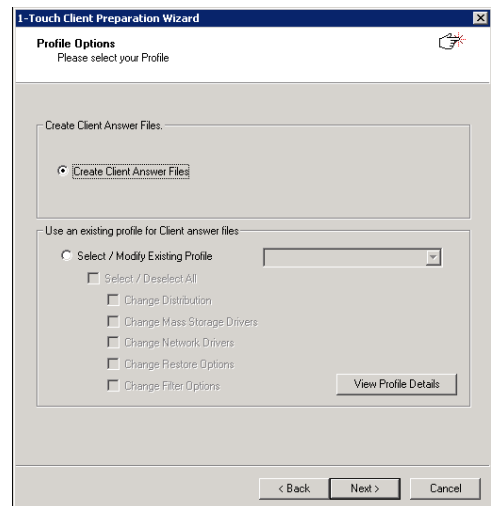 1-Touch Client Preparation Wizard
Profile Options
Please select your Profile
Create Client Answer Files.
Create Client Answer Files
Use an existing profile for Client answer files
Select / Modify Existing Profile
Select / Deselect All
Change Distribution
Change Mass Storage Drivers
Change Network Drivers
Change Restore Options
Change Filter Options
View Profile Details
< Back
Next >
Cancel